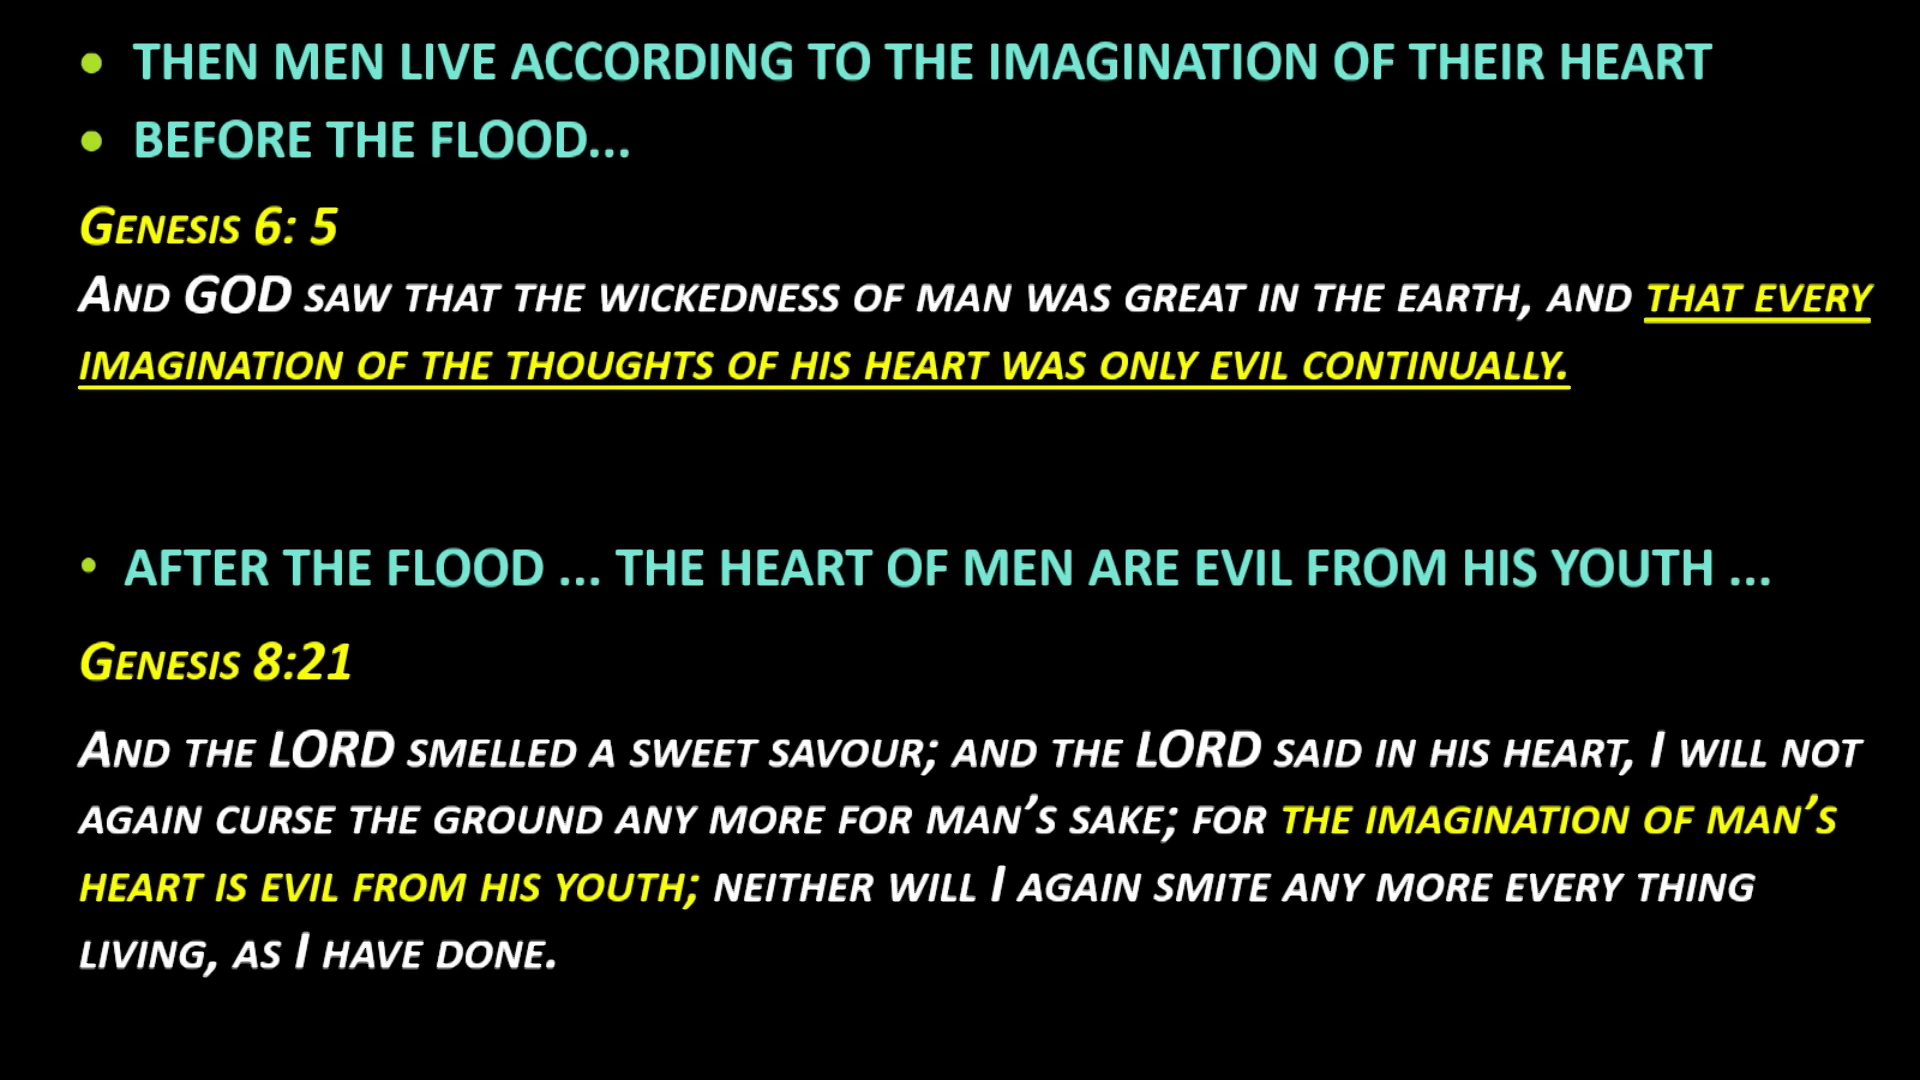 • THEN MEN LIVE ACCORDING TO THE IMAGINATION OF THEIR HEART
• BEFORE THE FLOOD...
GENESIS 6: 5
AND GOD SAW THAT THE WICKEDNESS OF MAN WAS GREAT IN THE EARTH, AND THAT EVERY
IMAGINATION OF THE THOUGHTS OF HIS HEART WAS ONLY EVIL CONTINUALLY.
• AFTER THE FLOOD ... THE HEART OF MEN ARE EVIL FROM HIS YOUTH ...
GENESIS 8:21
AND THE LORD SMELLED A SWEET SAVOUR; AND THE LORD SAID IN HIS HEART, I WILL NOT
AGAIN CURSE THE GROUND ANY MORE FOR MAN’S SAKE; FOR THE IMAGINATION OF MAN’S
HEART IS EVIL FROM HIS YOUTH; NEITHER WILL I AGAIN SMITE ANY MORE EVERY THING
LIVING, AS I HAVE DONE.